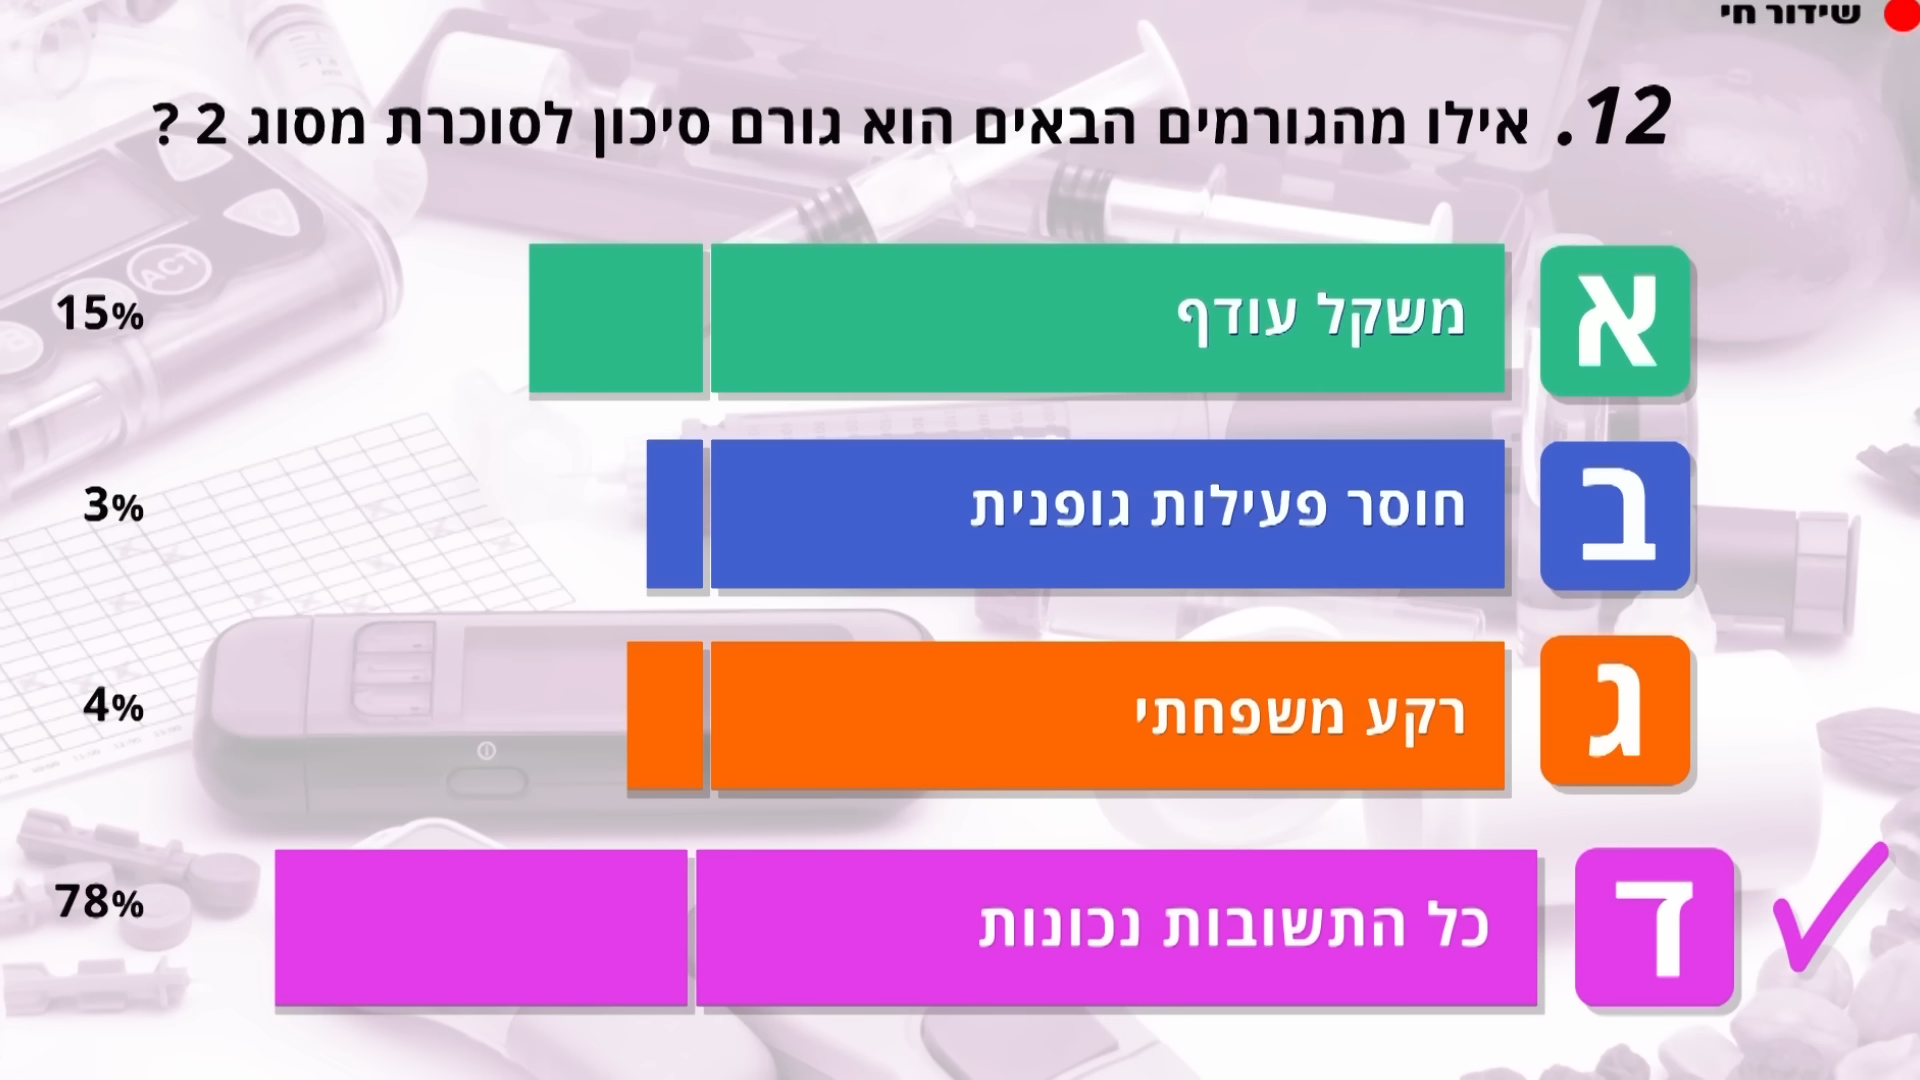 שידור חי
12. אילו מהגורמים הבאים הוא גורם סיכון לסוכרת מסוג 2 ?
א משקל עודף 15%
ב חוסר פעילות גופנית 3%
ג רקע משפחתי 4%
ד כל התשובות נכונות 78%
ACT
B